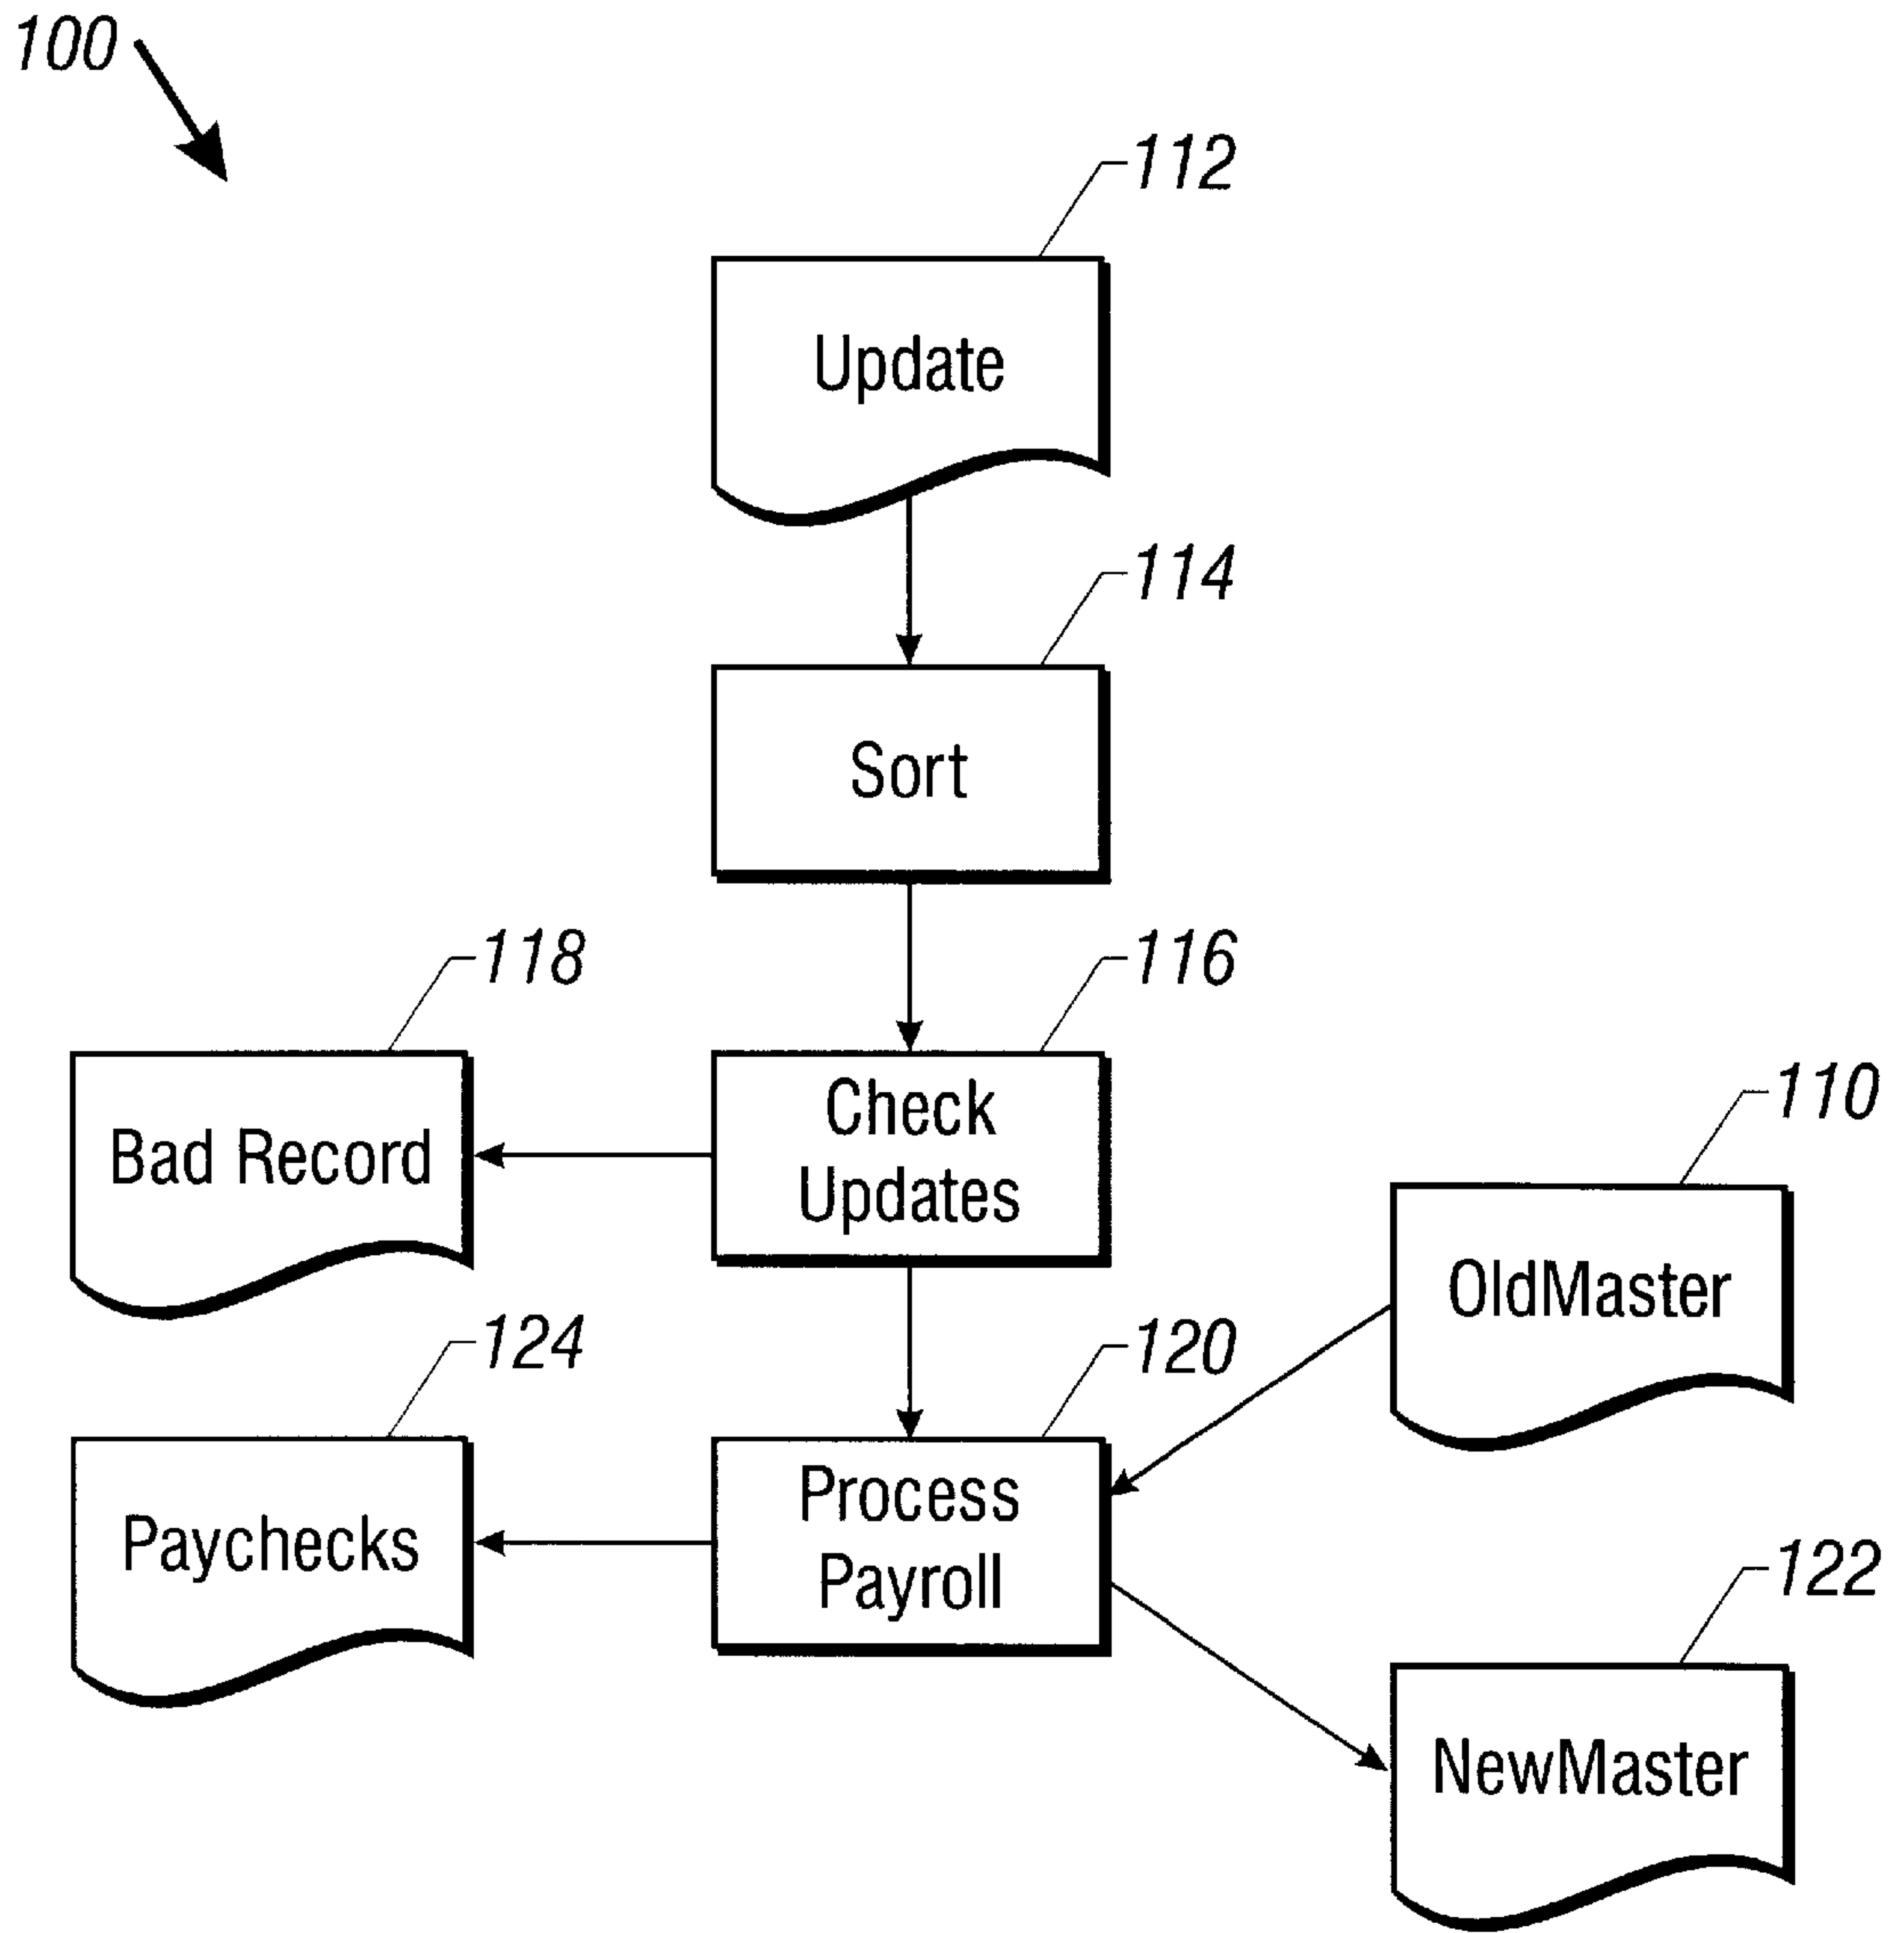 100
112
Update
114
Sort
118
116
Bad Record
Check
Updates
110
OldMaster
124
120
Paychecks
Process
Payroll
122
NewMaster